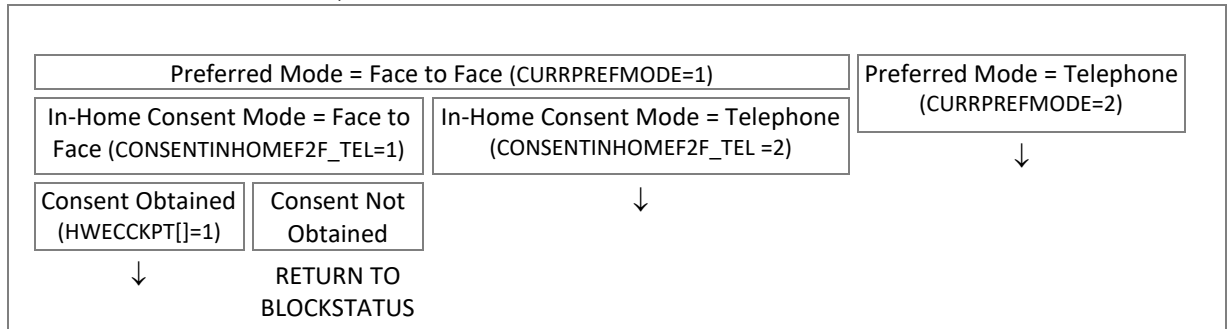 Preferred Mode = Face to Face (CURRPREFMODE=1)
Preferred Mode = Telephone
(CURRPREFMODE=2)
In-Home Consent Mode = Face to
Face (CONSENTINHOMEF2F_TEL=1)
In-Home Consent Mode = Telephone
(CONSENTINHOMEF2F_TEL =2)
↓
Consent Obtained
(HWECCKPT[]=1)
Consent Not
Obtained
↓
↓
RETURN TO
BLOCKSTATUS